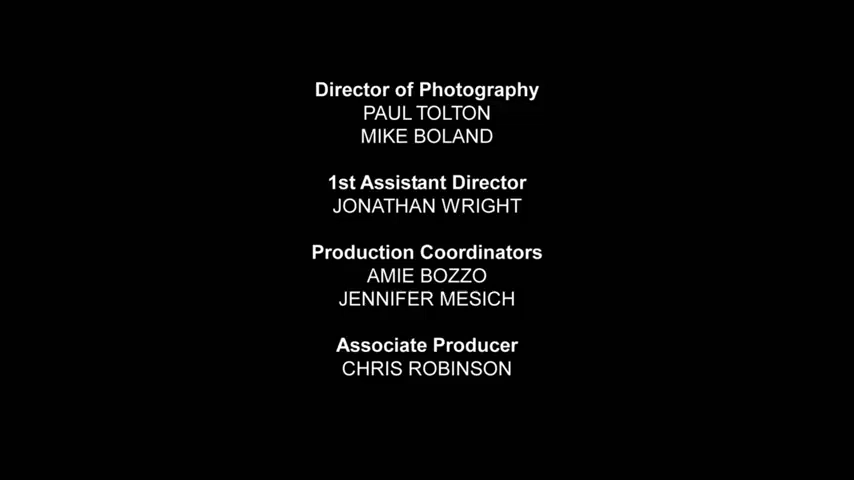 Director of Photography
PAUL TOLTON
MIKE BOLAND
1st Assistant Director
JONATHAN WRIGHT
Production Coordinators
AMIE BOZZO
JENNIFER MESICH
Associate Producer
CHRIS ROBINSON